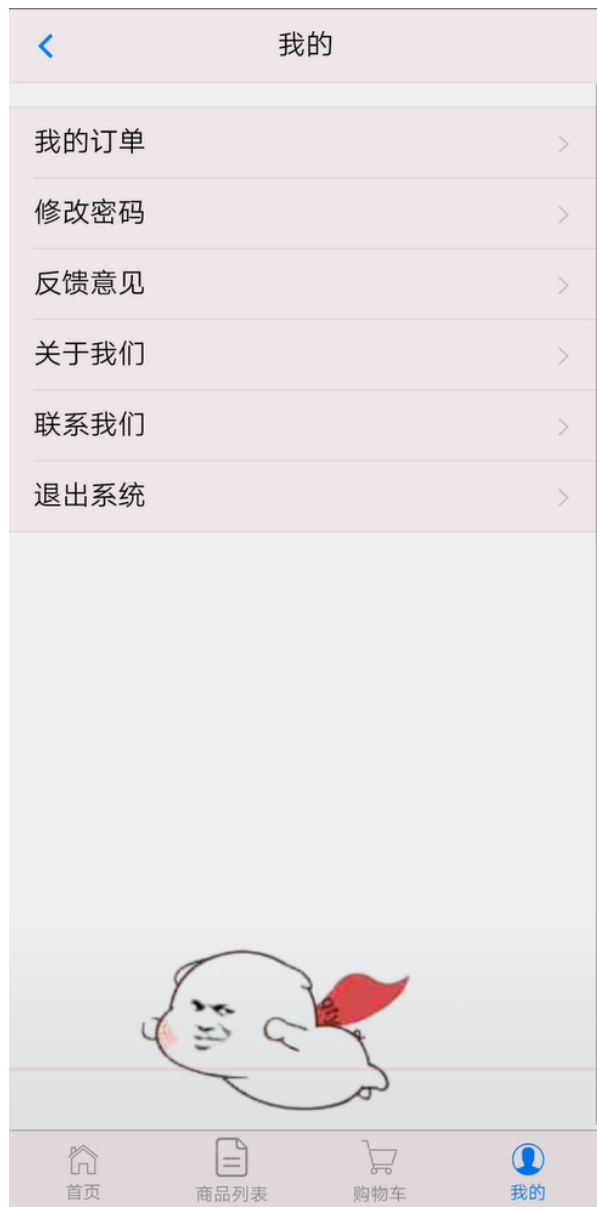 我的
我的订单
修改密码
反馈意见
关于我们
联系我们
退出系统
首页
商品列表
购物车
我的